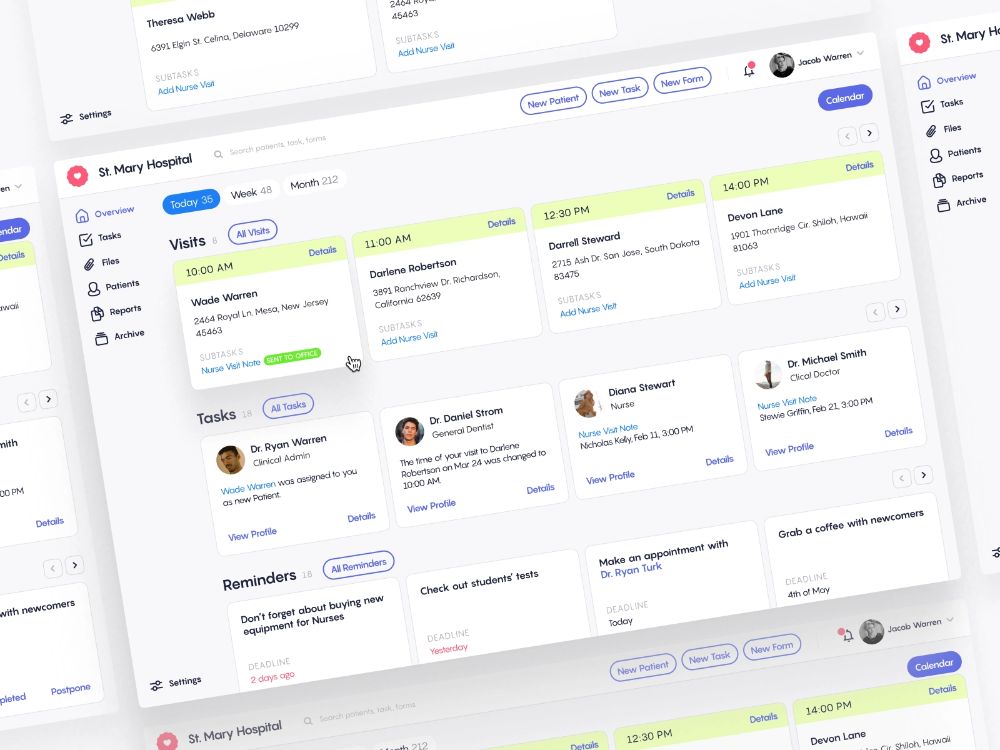 Theresa Webb
6391 Elgin St. Celina, Delaware 10299
SUBTASKS
Add Nurse Visit
45463
SUBTASKS
Add Nurse Visit
Settings
St. Mary Hospital
Search patients, task, forms
New Patient
New Task
New Form
Jacob Warren
Calendar
Overview
Tasks
Files
Patients
Reports
Archive
Settings
Today 35
Week 48
Month 212
Visits 8
All Visits
10:00 AM
Details
Wade Warren
2464 Royal Ln. Mesa, New Jersey
45463
SUBTASKS
Nurse Visit Note SENT TO OFFICE
11:00 AM
Details
Darlene Robertson
3891 Ranchview Dr. Richardson,
California 62639
SUBTASKS
Add Nurse Visit
12:30 PM
Details
Darrell Steward
2715 Ash Dr. San Jose, South Dakota
83475
SUBTASKS
Add Nurse Visit
14:00 PM
Details
Devon Lane
1901 Thornridge Cir. Shiloh, Hawaii
81063
SUBTASKS
Add Nurse Visit
Tasks 18
All Tasks
Dr. Ryan Warren
Clinical Admin
Wade Warren was assigned to you
as new Patient.
View Profile
Details
Dr. Daniel Strom
General Dentist
The time of your visit to Darlene
Robertson on Mar 24 was changed to
10:00 AM.
View Profile
Details
Diana Stewart
Nurse
Nurse Visit Note
Nicholas Kelly, Feb 11, 3:00 PM
View Profile
Details
Dr. Michael Smith
Clical Doctor
Nurse Visit Note
Stewie Griffin, Feb 21, 3:00 PM
View Profile
Details
Reminders 18
All Reminders
Don't forget about buying new
equipment for Nurses
DEADLINE
2 days ago
Check out students' tests
DEADLINE
Yesterday
Make an appointment with
Dr. Ryan Turk
DEADLINE
Today
Grab a coffee with newcomers
DEADLINE
4th of May
Details
with newcomers
Postpone
St. Mary
Overview
Tasks
Files
Patients
Reports
Archive
St. Mary Hospital
Search patients, task, forms
New Patient
New Task
New Form
Jacob Warren
Calendar
212
Details
12:30 PM
Details
14:00 PM
Details
Devon Lane
Cir. Shiloh, Hawaii